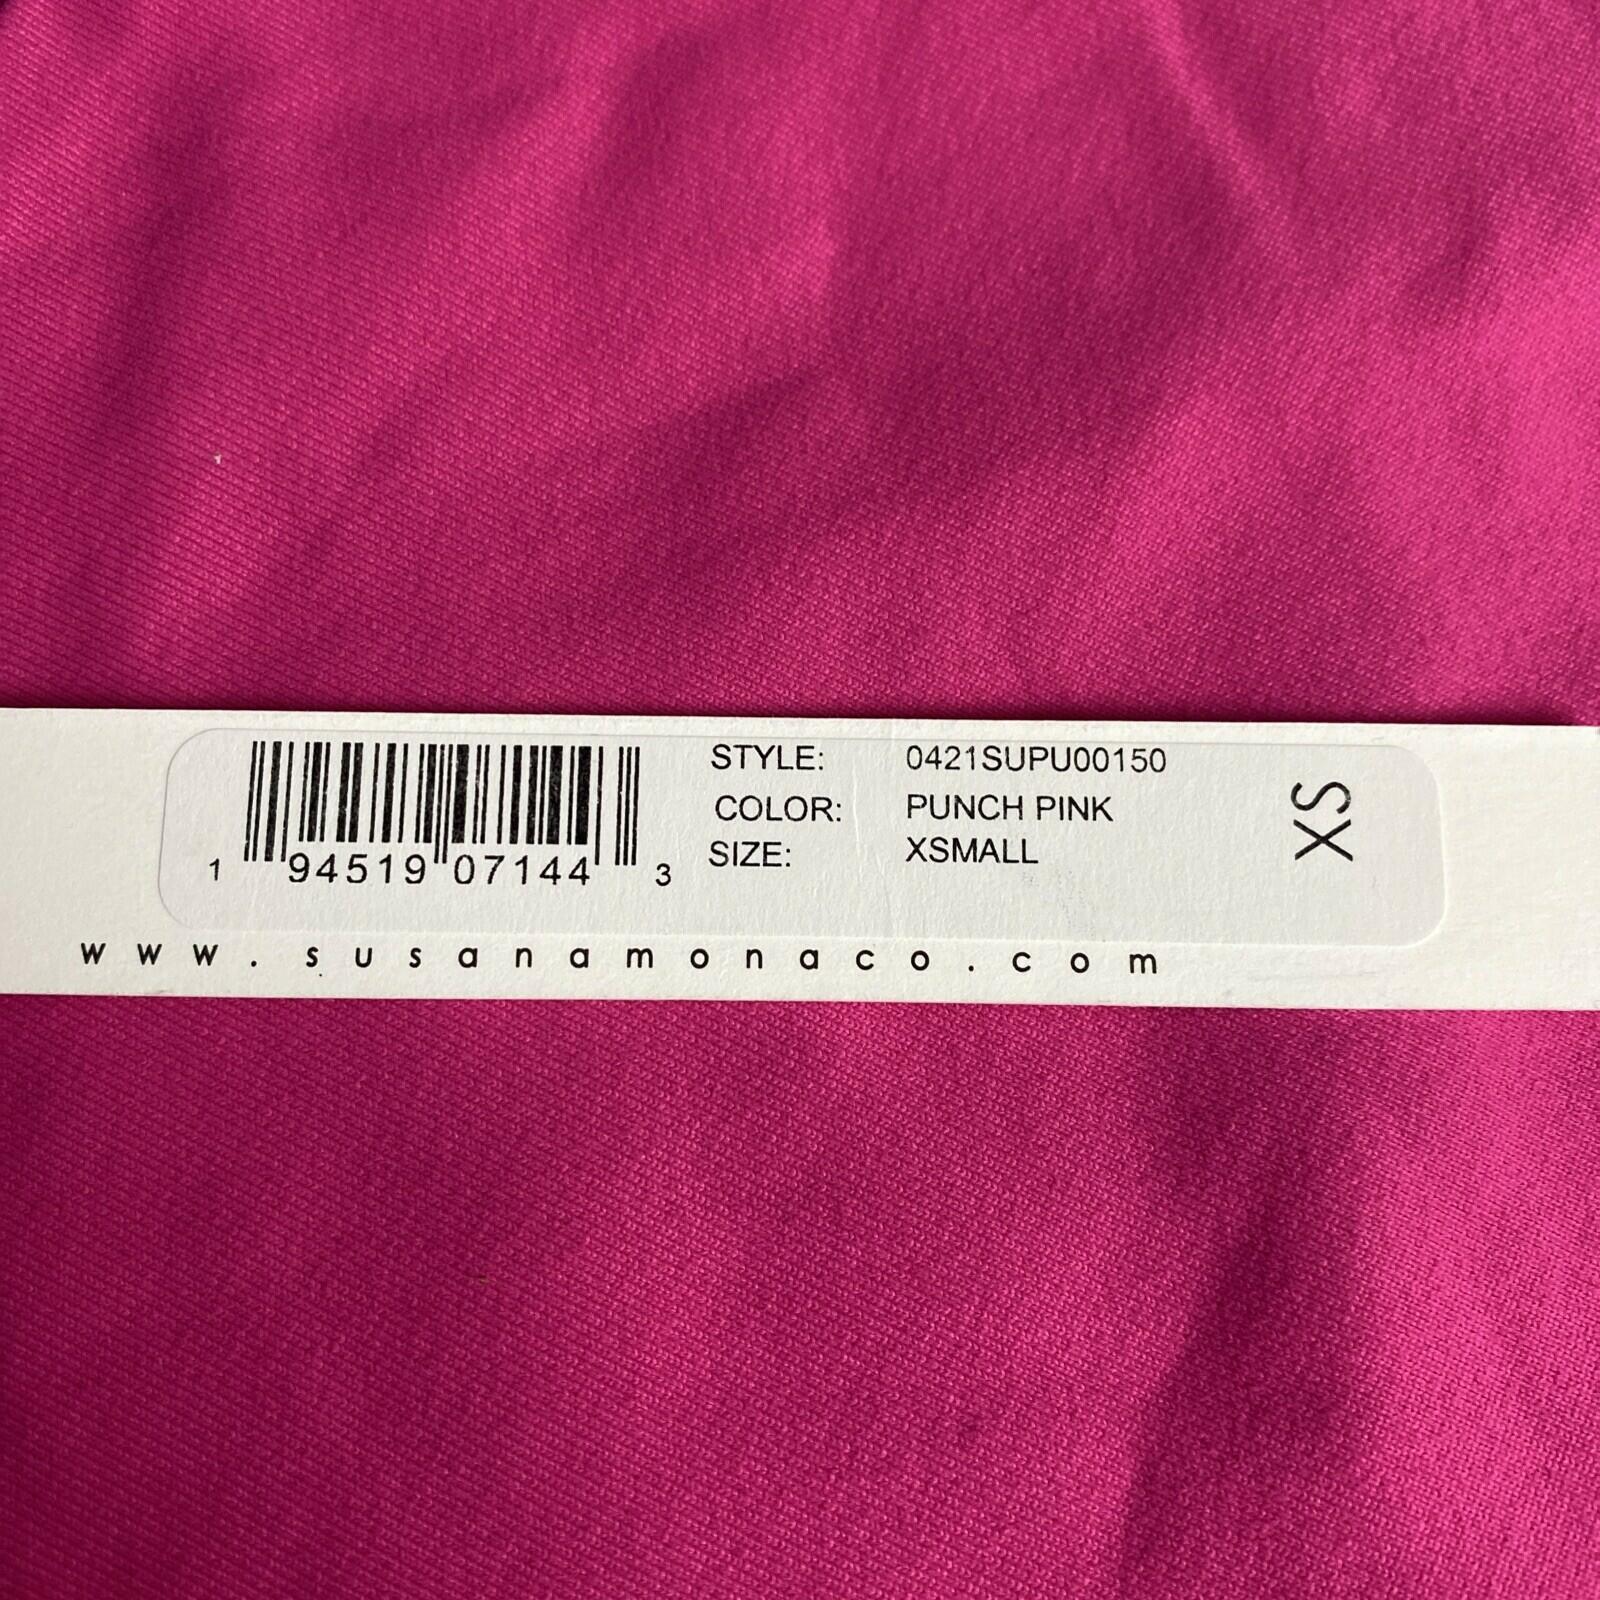 STYLE: 0421SUPU00150
COLOR: PUNCH PINK
SIZE: XSMALL
XS
1 94519 07144 3
www.susanamonaco.com